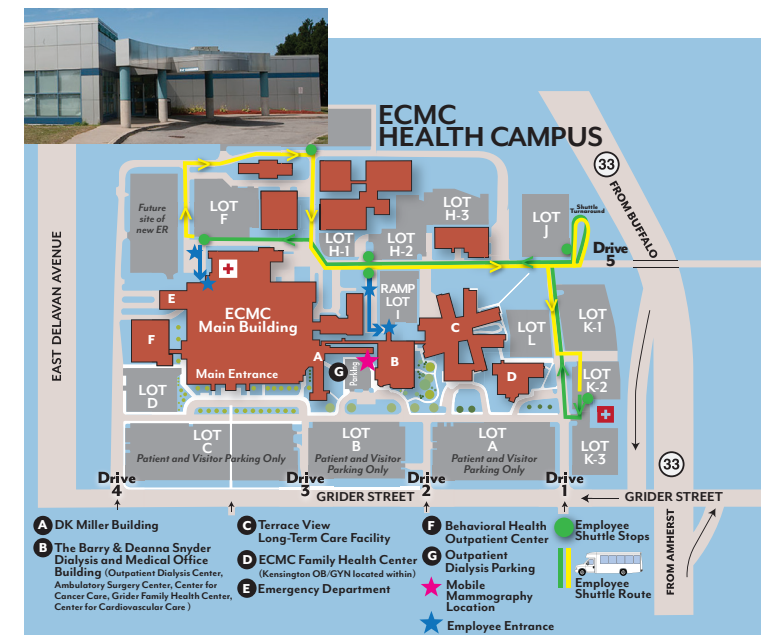 ECMC
HEALTH CAMPUS
33
FROM BUFFALO
Future
site of
new ER
LOT
F
LOT
H-3
LOT
J
Shuttle
Turnaround
Drive
5
LOT
H-1
LOT
H-2
EAST DELAVAN AVENUE
RAMP
LOT
I
E
ECMC
Main Building
F
C
LOT
K-1
LOT
L
A
B
Parking
G
D
Main Entrance
LOT
K-2
LOT
D
LOT
C
Patient and Visitor Parking Only
LOT
B
Patient and Visitor
Parking Only
LOT
A
Patient and Visitor
Parking Only
LOT
K-3
33
Drive
4
Drive
3
Drive
2
Drive
1
GRIDER STREET
GRIDER STREET
FROM AMHERST
A DK Miller Building
B The Barry & Deanna Snyder
Dialysis and Medical Office
Building (Outpatient Dialysis Center,
Ambulatory Surgery Center, Center for
Cancer Care, Grider Family Health Center,
Center for Cardiovascular Care )
C Terrace View
Long-Term Care Facility
D ECMC Family Health Center
(Kensington OB/GYN located within)
E Emergency Department
F Behavioral Health
Outpatient Center
G Outpatient
Dialysis Parking
Mobile
Mammography
Location
Employee Entrance
Employee
Shuttle Stops
Employee
Shuttle Route